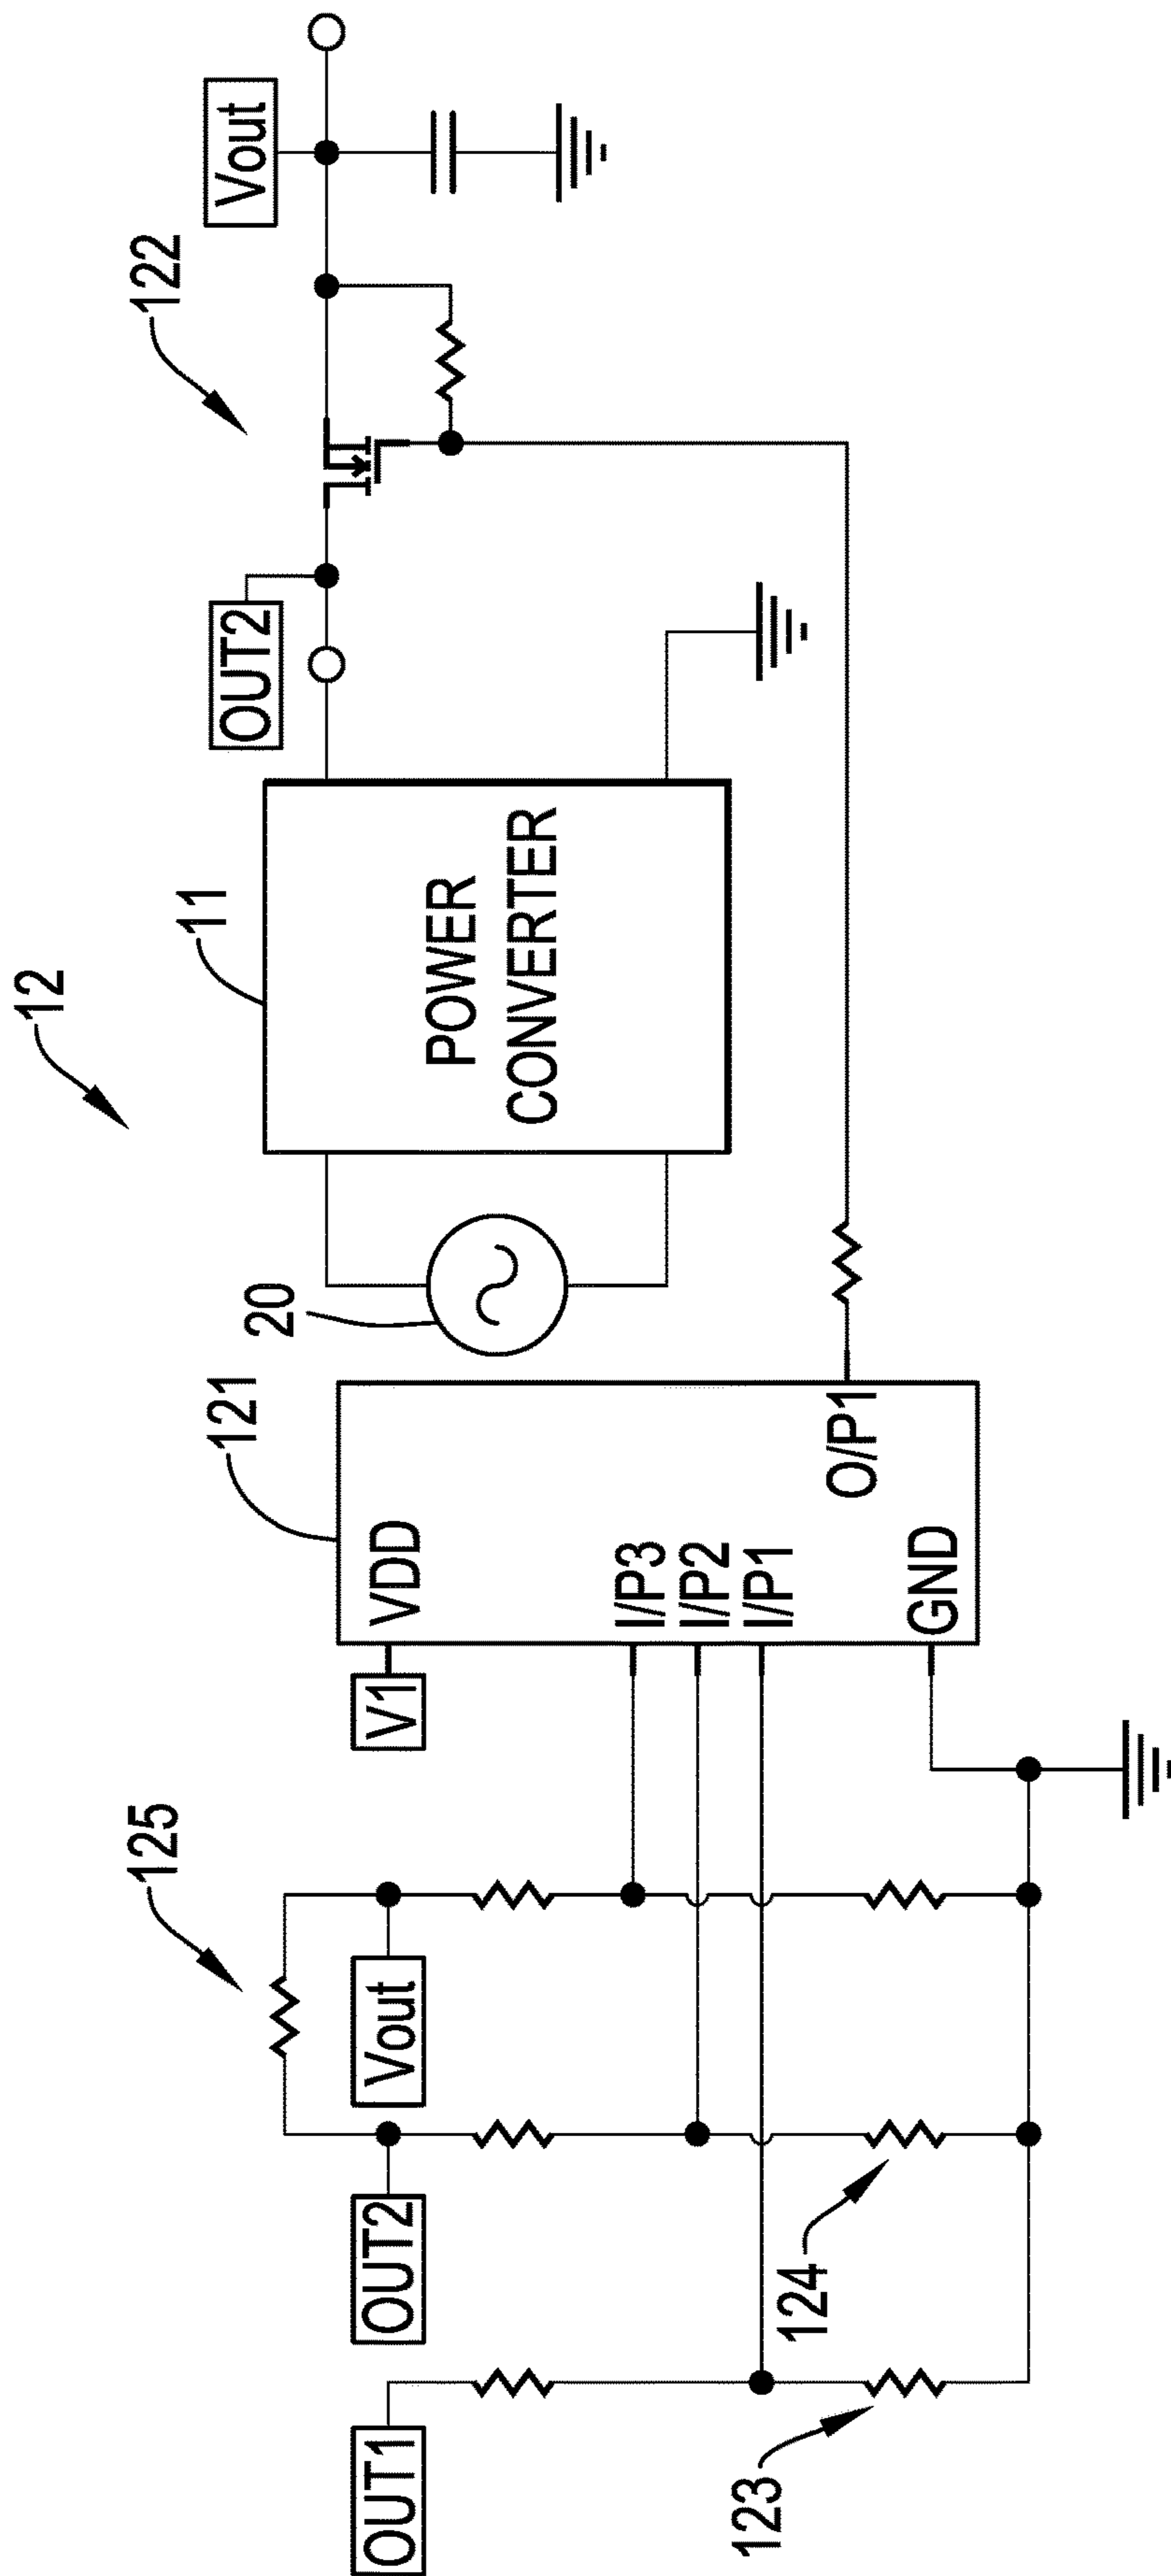 12
122
Vout
OUT2
11
POWER
CONVERTER
20
121
VDD
V1
I/P3
I/P2
I/P1
O/P1
GND
125
Vout
OUT2
OUT1
124
123